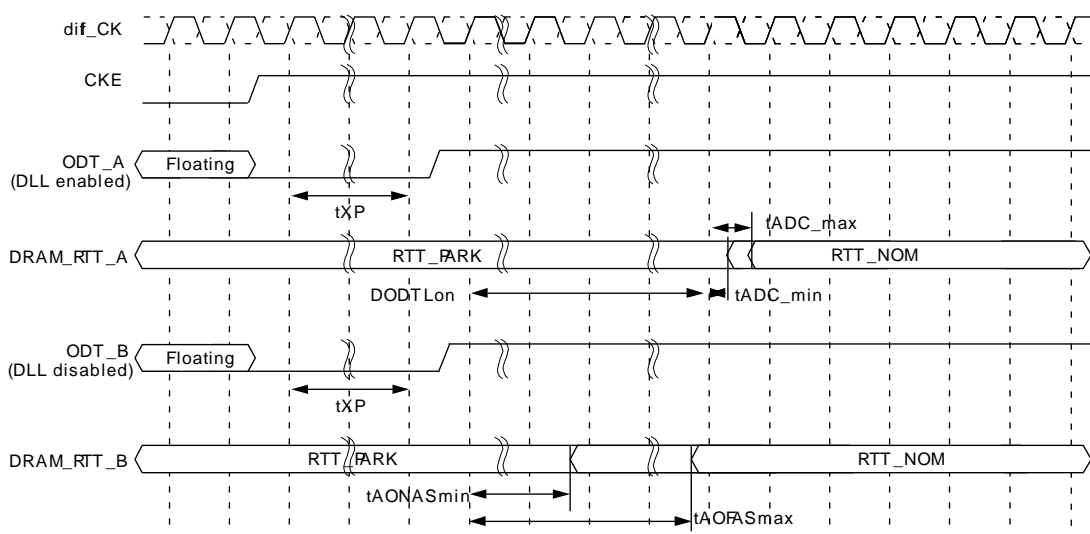 dif_CK
CKE
ODT_A
(DLL enabled)
Floating
tXP
tADC_max
DRAM_RTT_A
RTT_PARK
RTT_NOM
DODTLon
tADC_min
ODT_B
(DLL disabled)
Floating
tXP
DRAM_RTT_B
RTT_PARK
RTT_NOM
tAONASmin
tAOFASmax